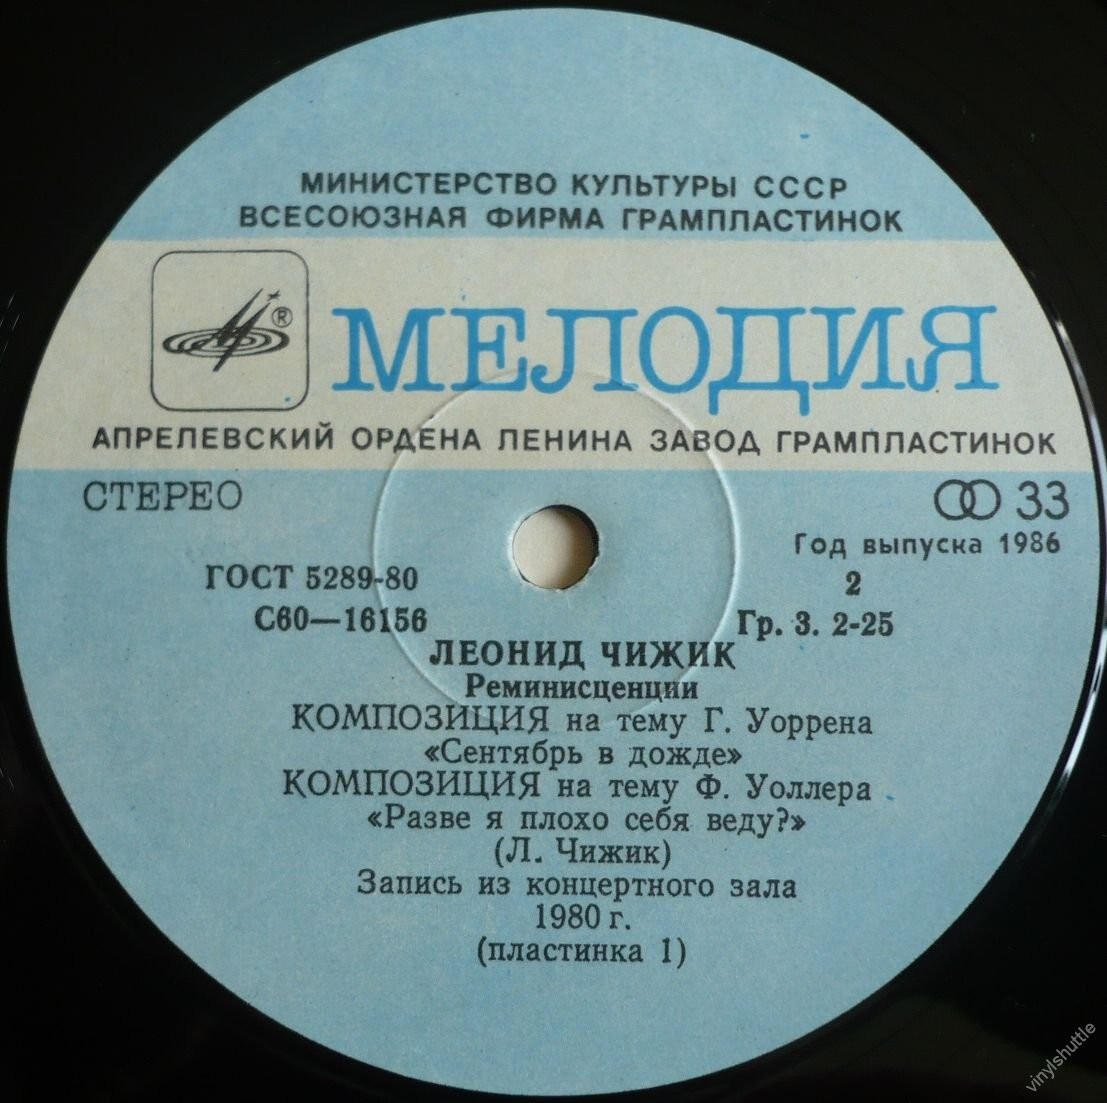 МИНИСТЕРСТВО КУЛЬТУРЫ СССР
ВСЕСОЮЗНАЯ ФИРМА ГРАМПЛАСТИНОК
® МЕЛОДИЯ
АПРЕЛЕВСКИЙ ОРДЕНА ЛЕНИНА ЗАВОД ГРАМПЛАСТИНОК
СТЕРЕО 33
Год выпуска 1986
ГОСТ 5289-80 2
С60—16156 Гр. 3. 2-25
ЛЕОНИД ЧИЖИК
Реминисценции
КОМПОЗИЦИЯ на тему Г. Уоррена
«Сентябрь в дожде»
КОМПОЗИЦИЯ на тему Ф. Уоллера
«Разве я плохо себя веду?»
(Л. Чижик)
Запись из концертного зала
1980 г.
(пластинка 1)
vinylshuttle